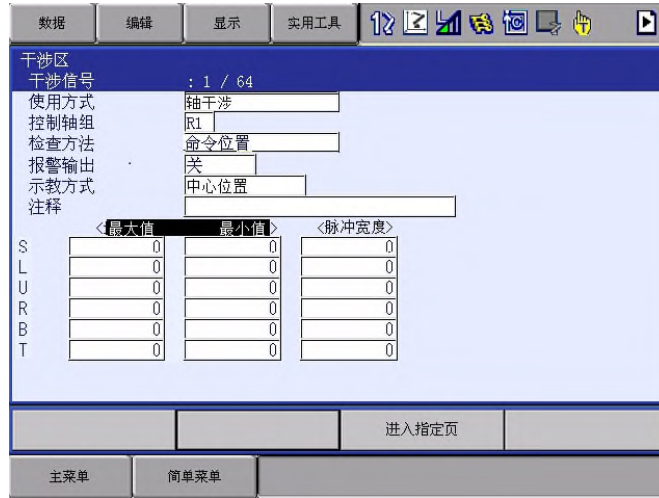 数据 编辑 显示 实用工具
干涉区
干涉信号 : 1 / 64
使用方式 轴干涉
控制轴组 R1
检查方法 命令位置
报警输出 关
示教方式 中心位置
注释
<最大值 最小值> <脉冲宽度>
S 0 0 0
L 0 0 0
U 0 0 0
R 0 0 0
B 0 0 0
T 0 0 0
进入指定页
主菜单 简单菜单